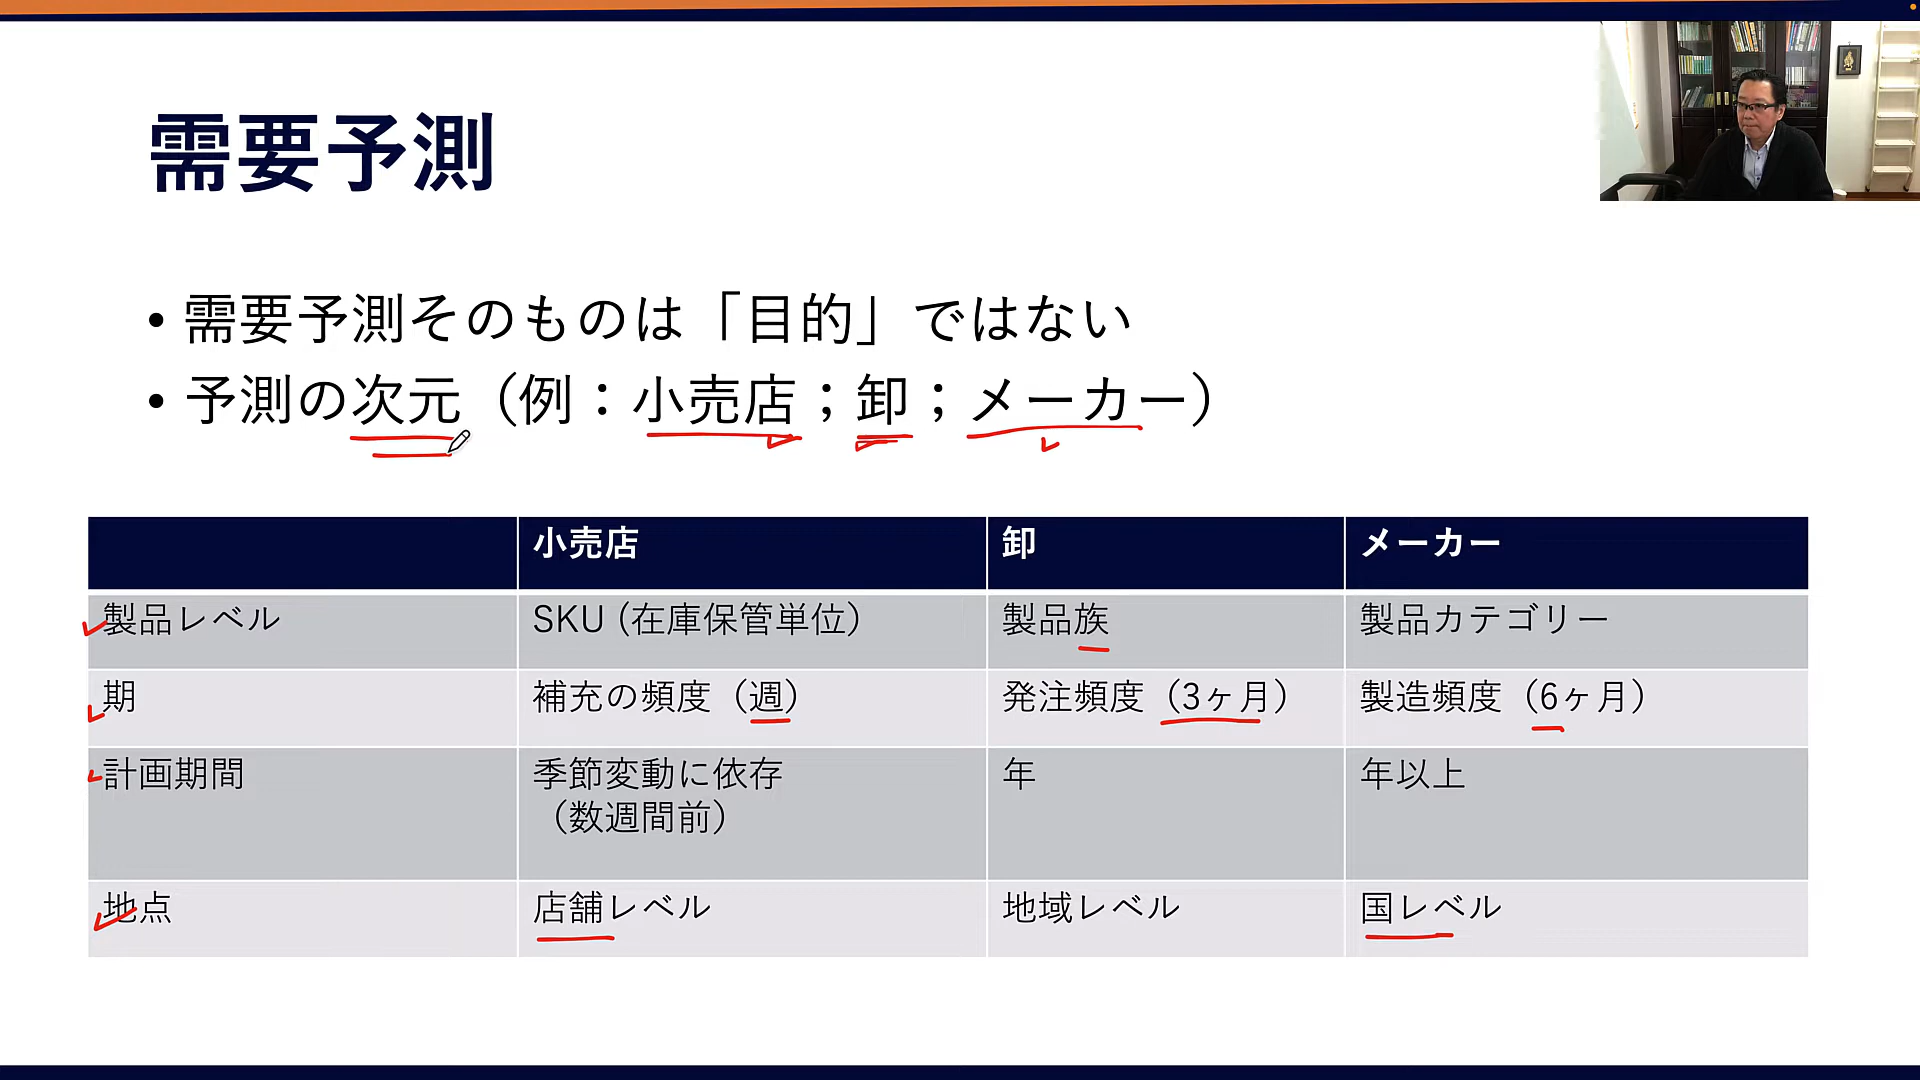 需要予測
• 需要予測そのものは「目的」ではない
• 予測の次元（例：小売店；卸；メーカー）
小売店 卸 メーカー
製品レベル SKU (在庫保管単位) 製品族 製品カテゴリー
期 補充の頻度（週） 発注頻度（3ヶ月） 製造頻度（6ヶ月）
計画期間 季節変動に依存 年 年以上
（数週間前）
地点 店舗レベル 地域レベル 国レベル